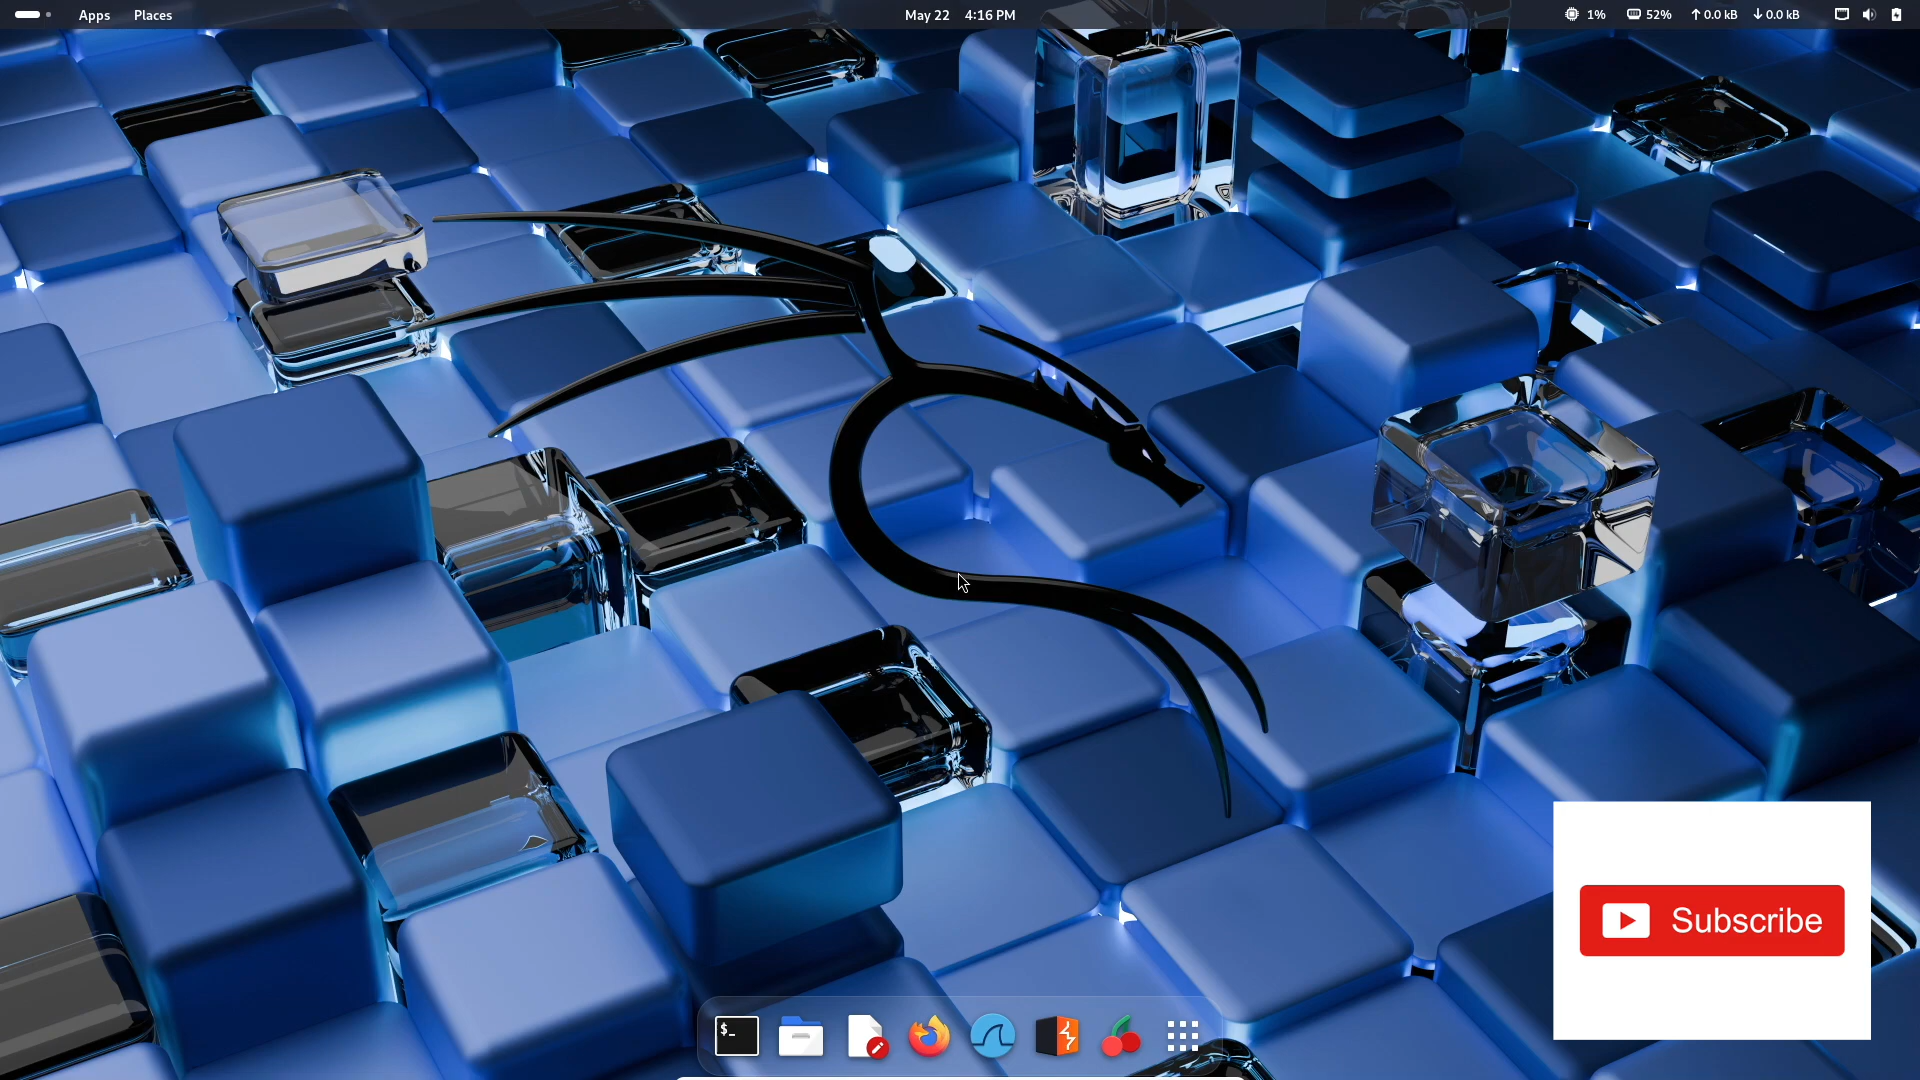 Apps Places May 22 4:16 PM 1% 52% ↑ 0.0 kB ↓ 0.0 kB
$_
Subscribe